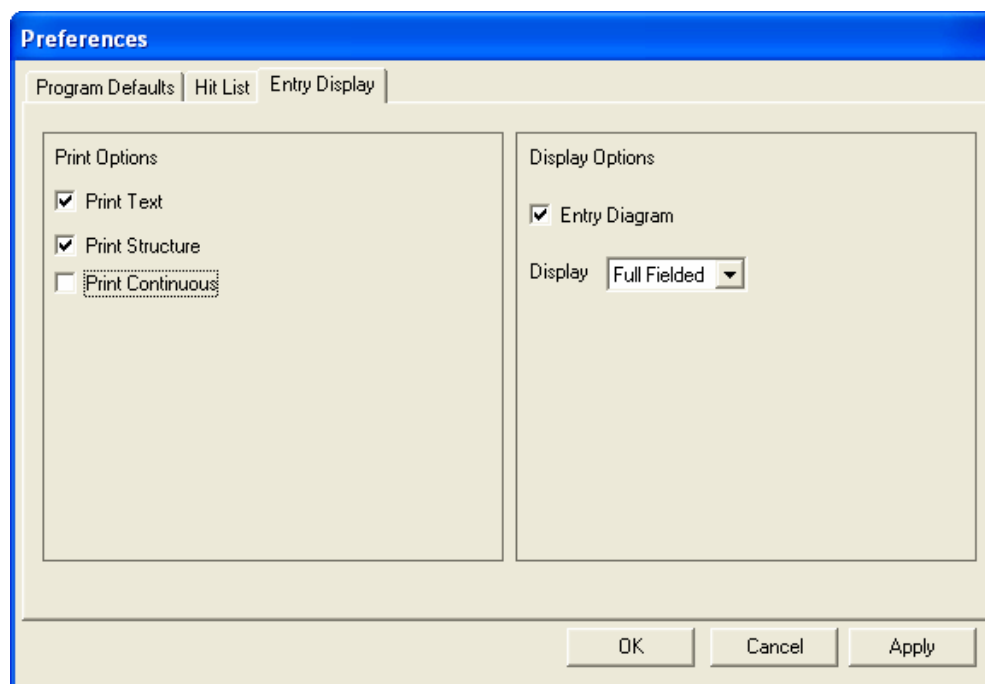 Preferences
Program Defaults Hit List Entry Display
Print Options
Print Text
Print Structure
Print Continuous
Display Options
Entry Diagram
Display Full Fielded
OK Cancel Apply